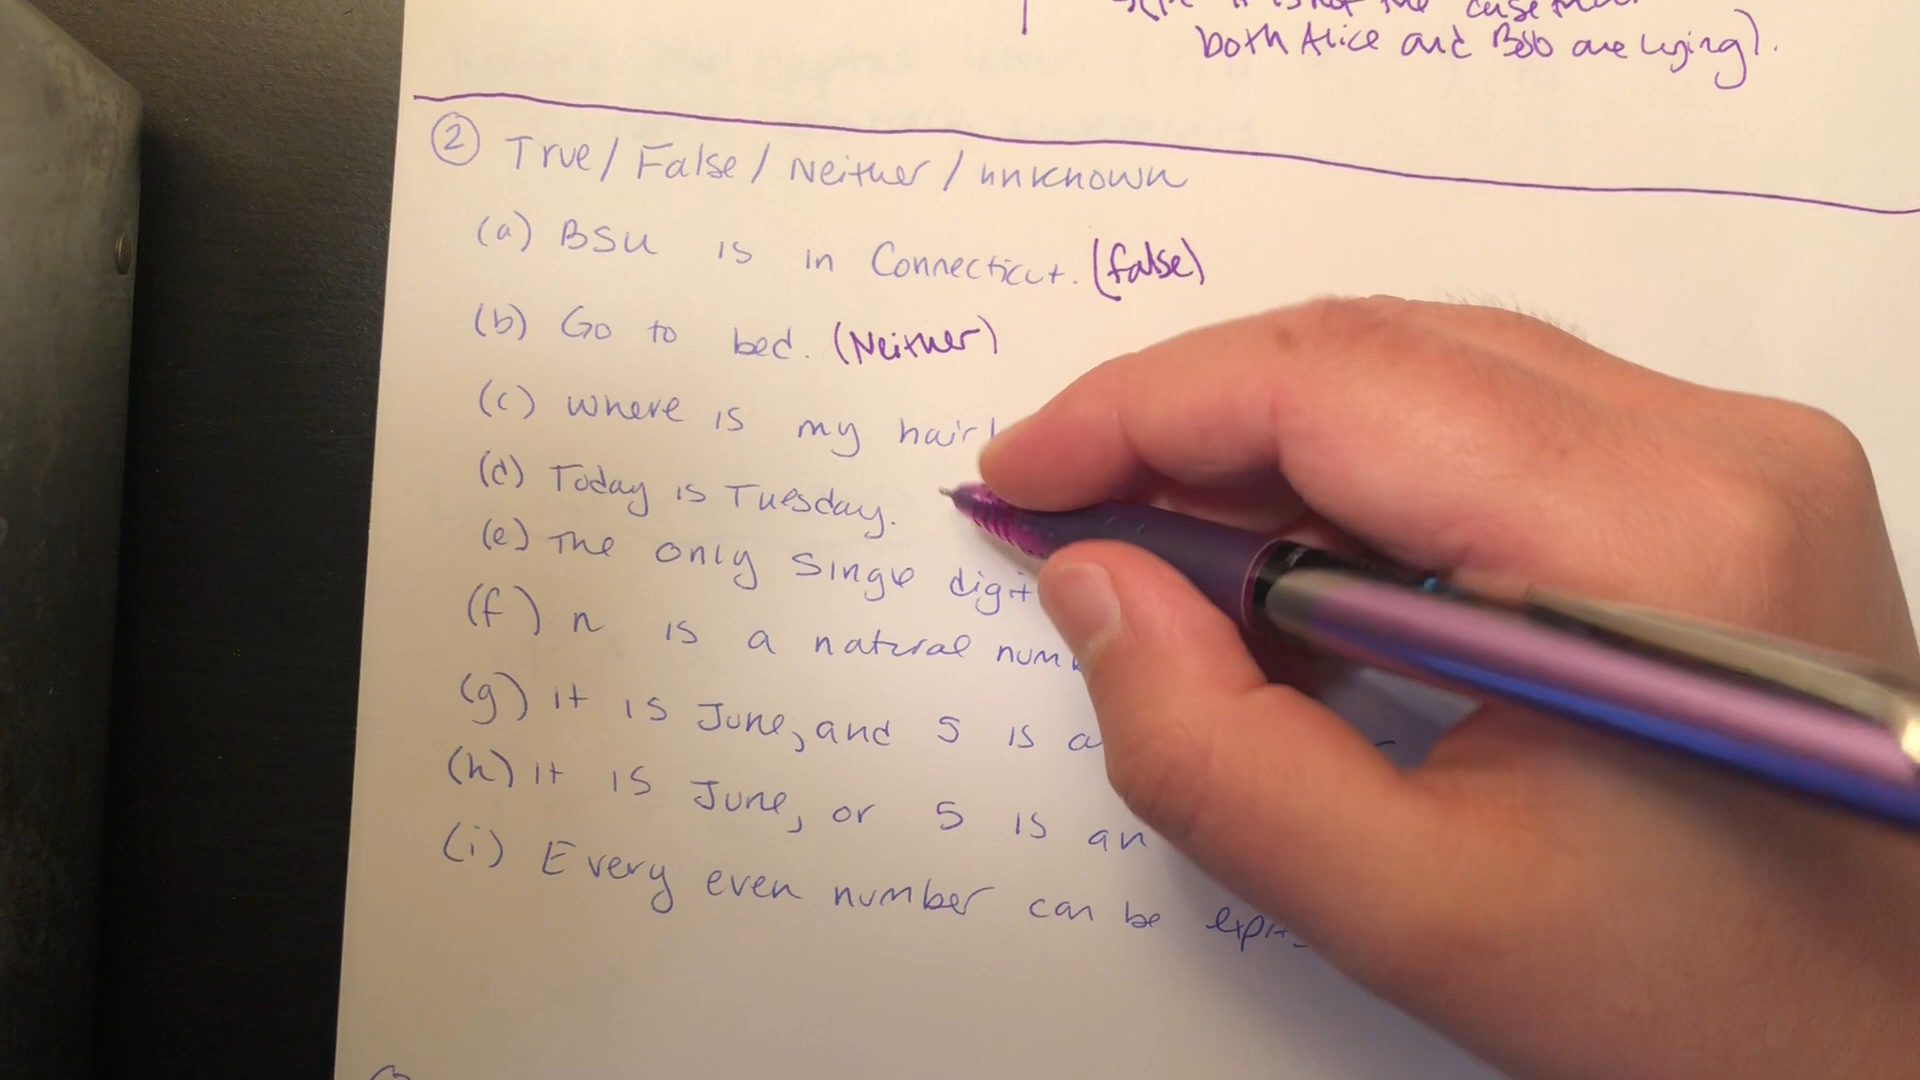 both Alice and Bob are lying).
② True / False / Neither / unknown
(a) BSU is in Connecticut. (false)
(b) Go to bed. (Neither)
(c) where is my
(d) Today is Tuesday.
(e) The only single digit
(f) n is a natural
(g) it is June, and 5 is
(h) it is June, or 5 is an
(i) Every even number can be